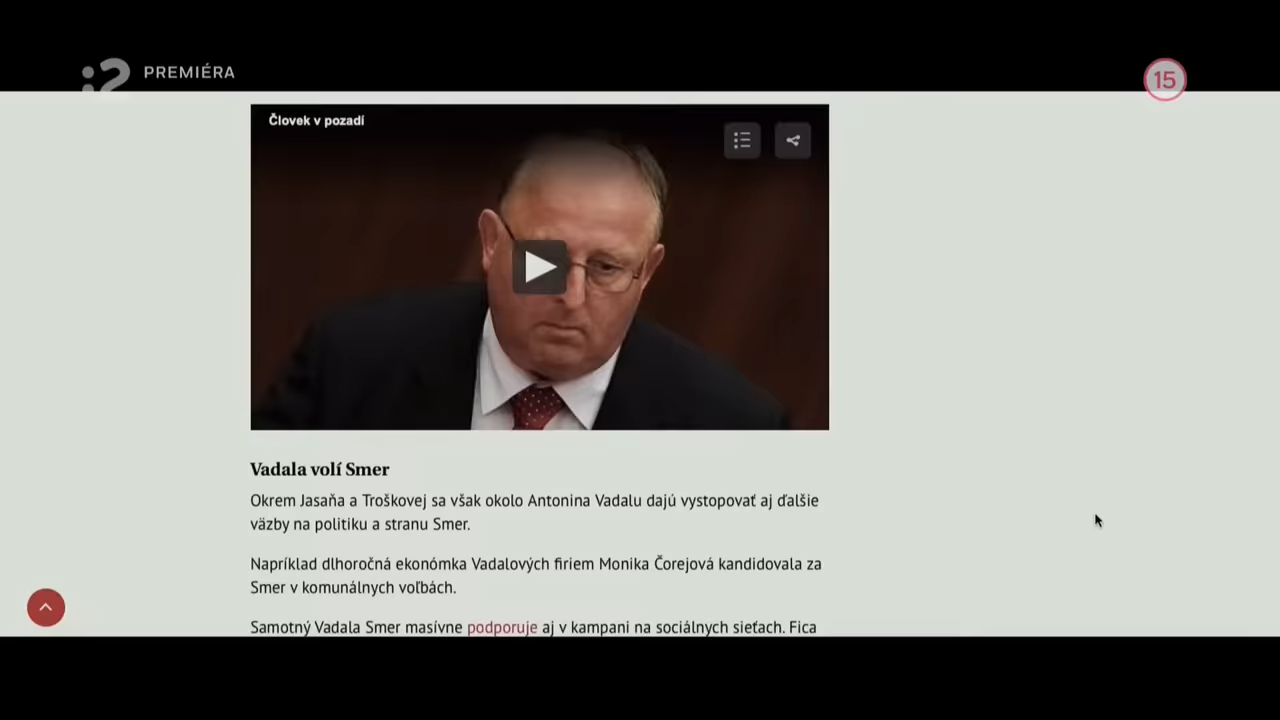 :2 PREMIÉRA
15
Človek v pozadí
Vadala volí Smer
Okrem Jasaňa a Troškovej sa však okolo Antonina Vadalu dajú vystopovať aj ďalšie
väzby na politiku a stranu Smer.
Napríklad dlhoročná ekonómka Vadalových firiem Monika Čorejová kandidovala za
Smer v komunálnych voľbách.
Samotný Vadala Smer masívne podporuje aj v kampani na sociálnych sieťach. Fica